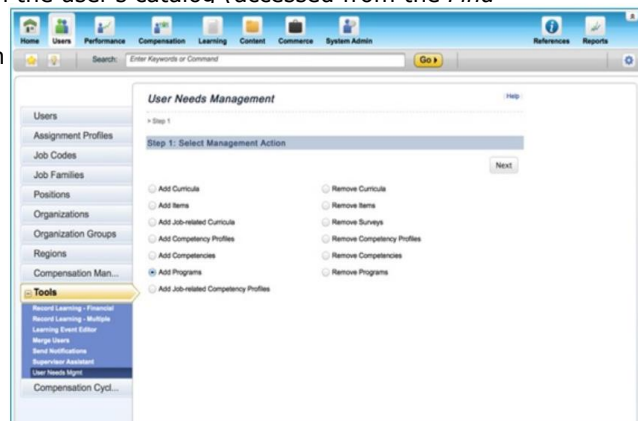 the user's catalog (accessed from the Find
Home Users Performance Compensation Learning Content Commerce System Admin References Reports
Search: Enter Keywords or Command Go
User Needs Management Help
> Step 1
Step 1: Select Management Action
Next
Users
Assignment Profiles
Job Codes
Job Families
Positions
Organizations
Organization Groups
Regions
Compensation Man...
Tools
Record Learning - Financial
Record Learning - Multiple
Learning Event Editor
Merge Users
Send Notifications
Supervisor Assistant
User Needs Mgmt
Compensation Cycl...
Add Curricula Remove Curricula
Add Items Remove Items
Add Job-related Curricula Remove Surveys
Add Competency Profiles Remove Competency Profiles
Add Competencies Remove Competencies
Add Programs Remove Programs
Add Job-related Competency Profiles